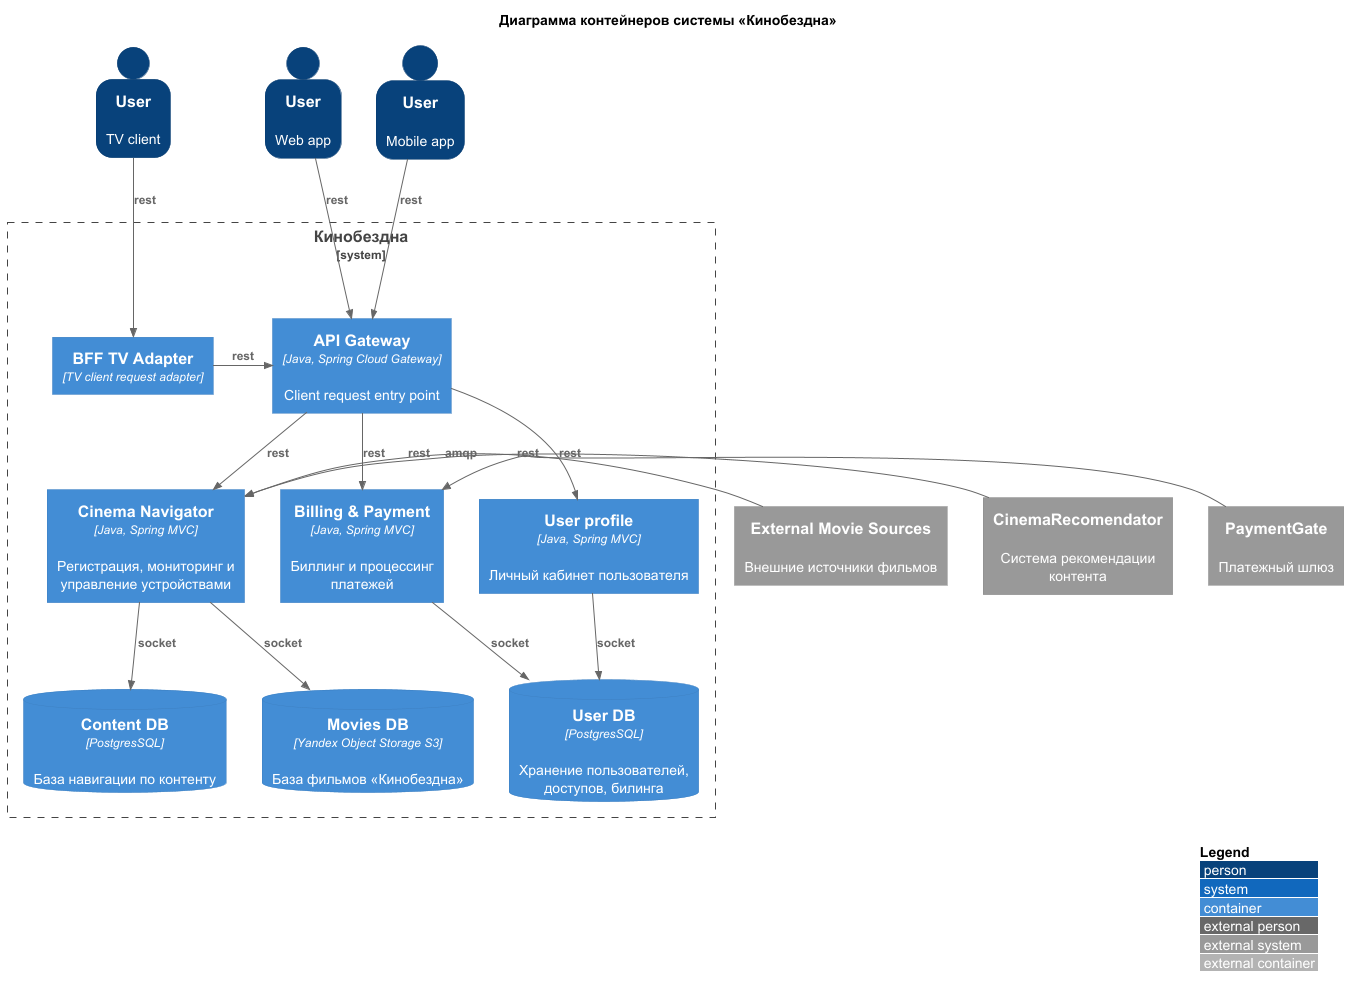 Диаграмма контейнеров системы «Кинобездна»
User
TV client
User
Web app
User
Mobile app
rest
rest
rest
Кинобездна
[system]
BFF TV Adapter
[TV client request adapter]
rest
API Gateway
[Java, Spring Cloud Gateway]
Client request entry point
rest
rest
rest
amqp
rest
rest
Cinema Navigator
[Java, Spring MVC]
Регистрация, мониторинг и
управление устройствами
Billing & Payment
[Java, Spring MVC]
Биллинг и процессинг
платежей
User profile
[Java, Spring MVC]
Личный кабинет пользователя
External Movie Sources
Внешние источники фильмов
CinemaRecomendator
Система рекомендации
контента
PaymentGate
Платежный шлюз
socket
socket
socket
socket
Content DB
[PostgresSQL]
База навигации по контенту
Movies DB
[Yandex Object Storage S3]
База фильмов «Кинобездна»
User DB
[PostgresSQL]
Хранение пользователей,
доступов, билинга
Legend
person
system
container
external person
external system
external container